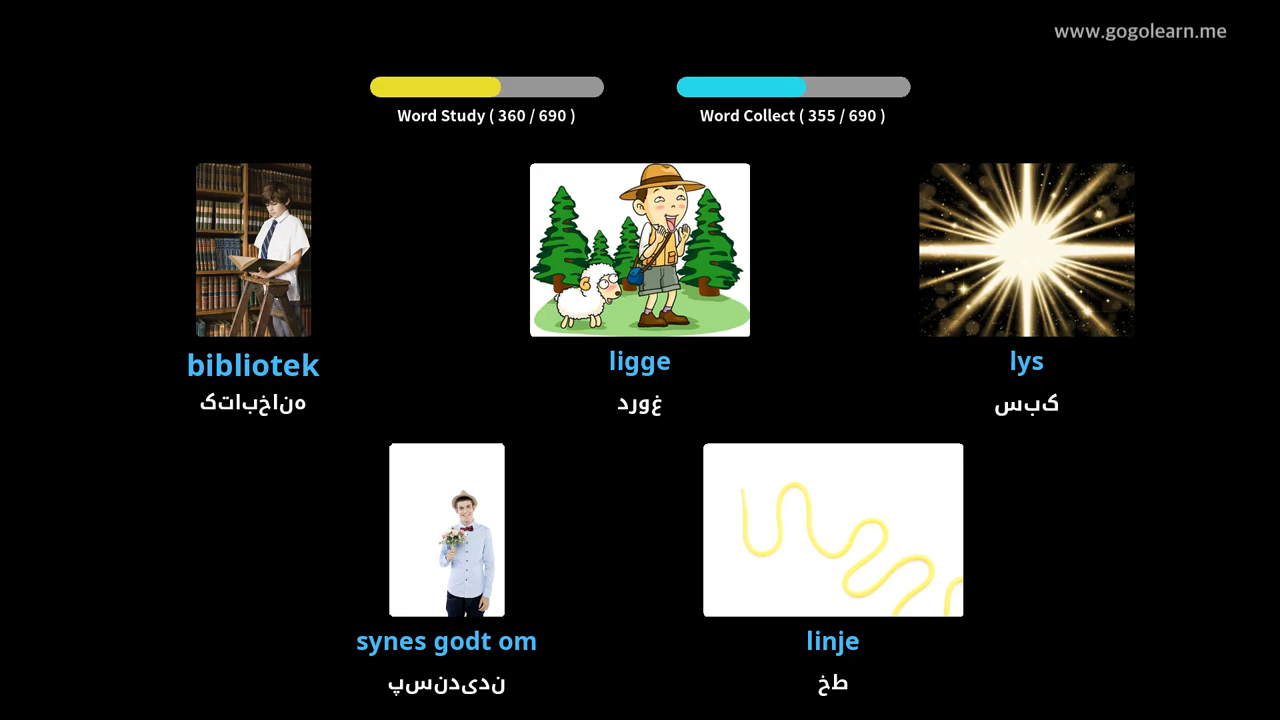 www.gogolearn.me
Word Study ( 360 / 690 )
Word Collect ( 355 / 690 )
bibliotek
هناخباتک
ligge
غورد
lys
کبس
synes godt om
ندیدنسپ
linje
طخ